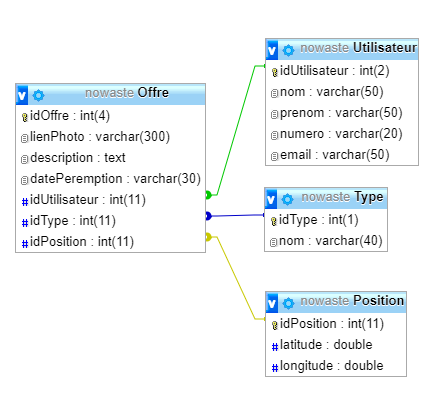 nowaste Offre
idOffre : int(4)
lienPhoto : varchar(300)
description : text
datePeremption : varchar(30)
idUtilisateur : int(11)
idType : int(11)
idPosition : int(11)
nowaste Utilisateur
idUtilisateur : int(2)
nom : varchar(50)
prenom : varchar(50)
numero : varchar(20)
email : varchar(50)
nowaste Type
idType : int(1)
nom : varchar(40)
nowaste Position
idPosition : int(11)
latitude : double
longitude : double